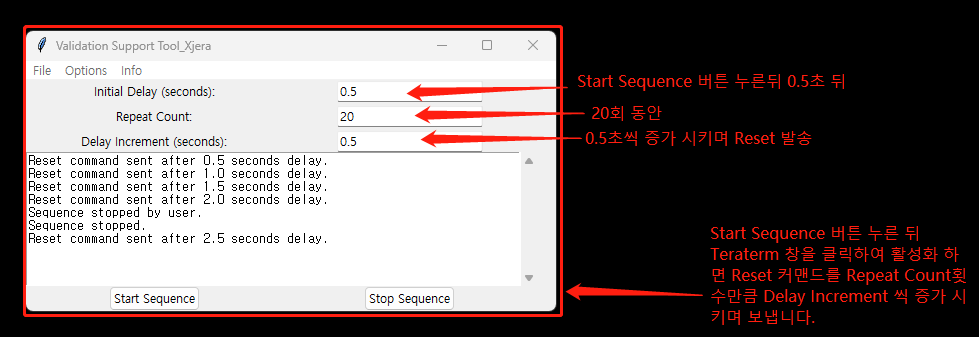 Validation Support Tool_Xjera
File Options Info
Initial Delay (seconds): 0.5
Repeat Count: 20
Delay Increment (seconds): 0.5
Reset command sent after 0.5 seconds delay.
Reset command sent after 1.0 seconds delay.
Reset command sent after 1.5 seconds delay.
Reset command sent after 2.0 seconds delay.
Sequence stopped by user.
Sequence stopped.
Reset command sent after 2.5 seconds delay.
Start Sequence Stop Sequence
Start Sequence 버튼 누른뒤 0.5초 뒤
20회 동안
0.5초씩 증가 시키며 Reset 발송
Start Sequence 버튼 누른 뒤
Teraterm 창을 클릭하여 활성화 하
면 Reset 커맨드를 Repeat Count횟
수만큼 Delay Increment 씩 증가 시
키며 보냅니다.